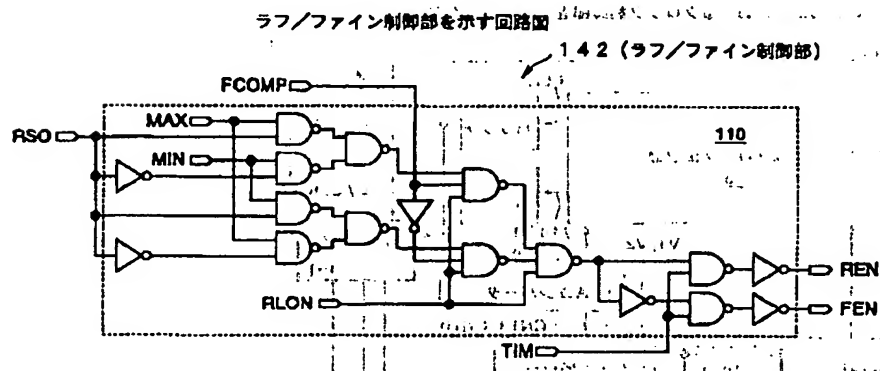 ラフ/ファイン制御部を示す回路図
142(ラフ/ファイン制御部)
FCOMP
MAX
110
RSO
MIN
REN
RLON
FEN
TIM